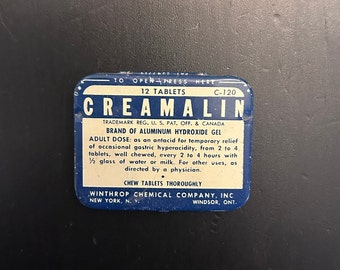 TO OPEN PRESS HERE
12 TABLETS C-120
CREAMALIN
TRADEMARK REG. U. S. PAT. OFF. & CANADA
BRAND OF ALUMINUM HYDROXIDE GEL
ADULT DOSE: as an antacid for temporary relief
of occasional gastric hyperacidity, from 2 to 4
tablets, well chewed, every 2 to 4 hours with
½ glass of water or milk. For other uses, as
directed by a physician.
CHEW TABLETS THOROUGHLY
WINTHROP CHEMICAL COMPANY, INC
NEW YORK, N. Y. WINDSOR, ONT.